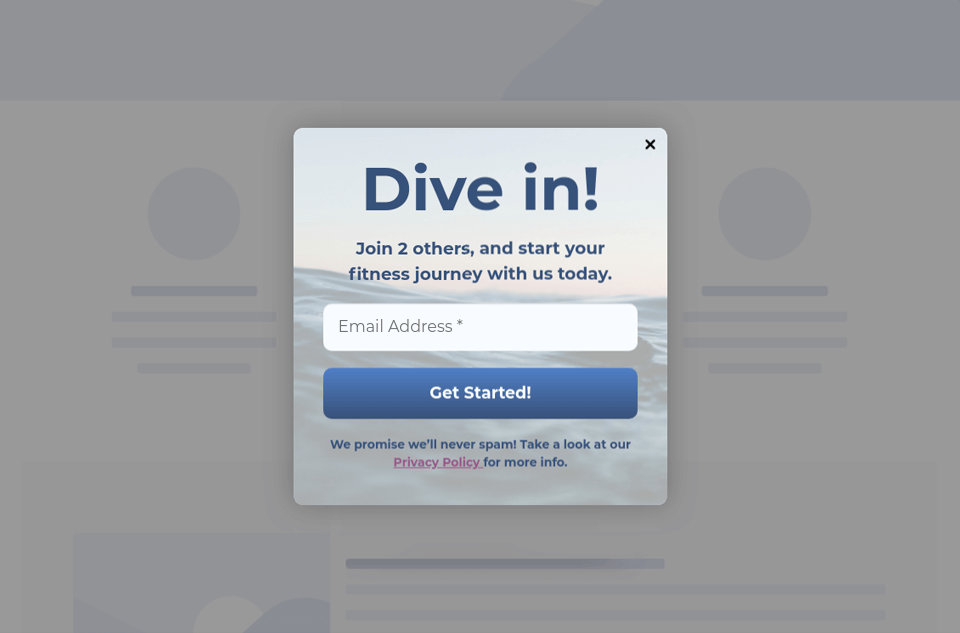 Dive in!
Join 2 others, and start your
fitness journey with us today.
Email Address *
Get Started!
We promise we’ll never spam! Take a look at our
Privacy Policy for more info.